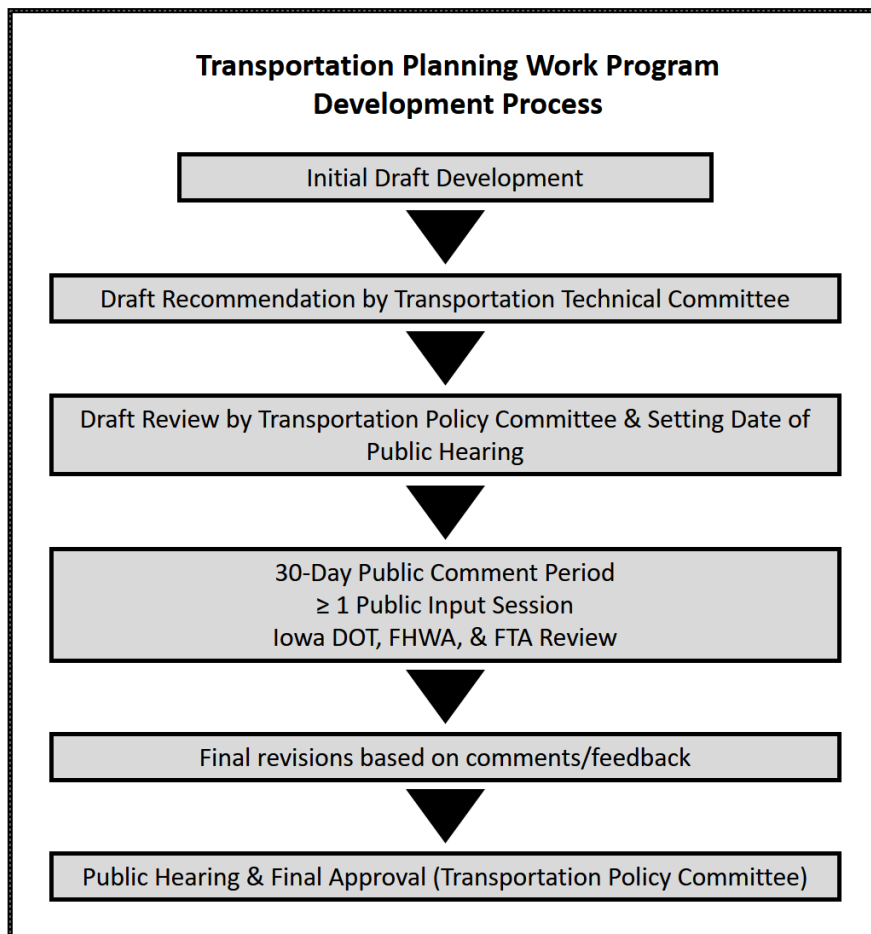 Transportation Planning Work Program
Development Process
Initial Draft Development
Draft Recommendation by Transportation Technical Committee
Draft Review by Transportation Policy Committee & Setting Date of
Public Hearing
30-Day Public Comment Period
≥ 1 Public Input Session
Iowa DOT, FHWA, & FTA Review
Final revisions based on comments/feedback
Public Hearing & Final Approval (Transportation Policy Committee)